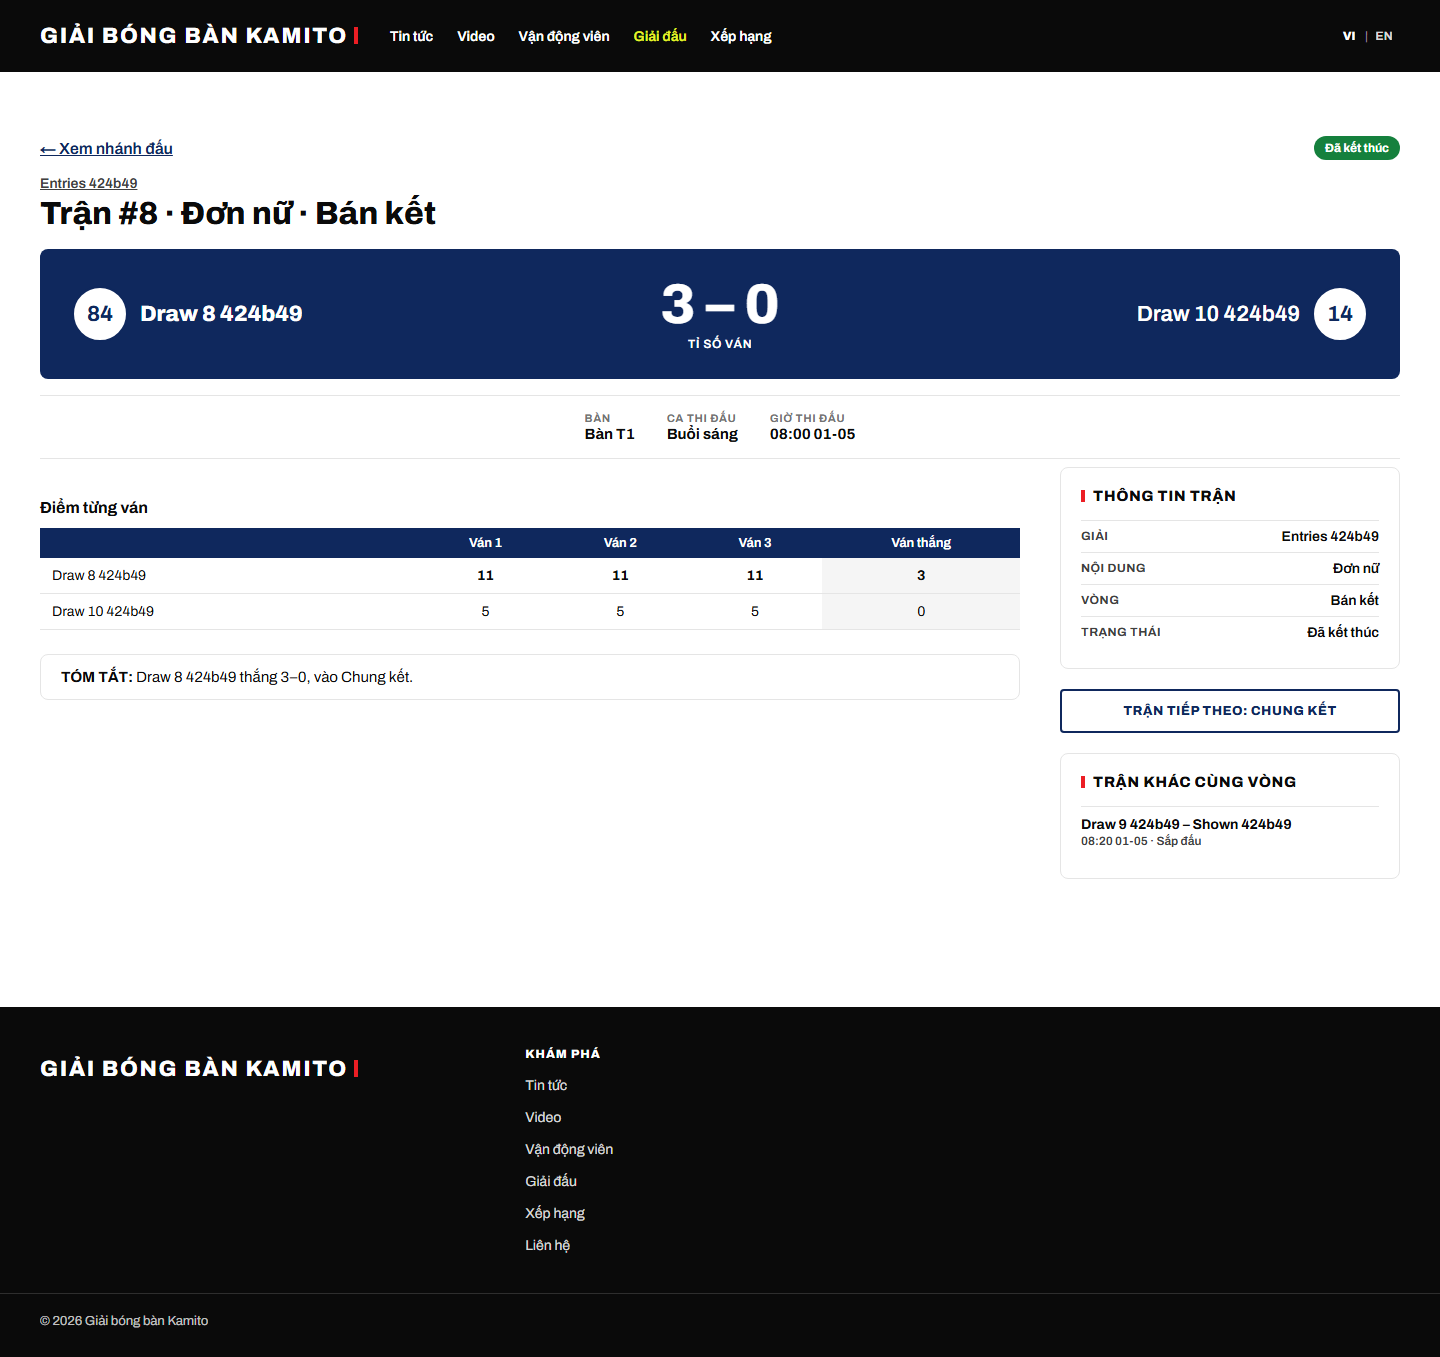 GIẢI BÓNG BÀN KAMITO
Tin tức
Video
Vận động viên
Giải đấu
Xếp hạng
VI | EN
← Xem nhánh đấu
Đã kết thúc
Entries 424b49
Trận #8 · Đơn nữ · Bán kết
84
Draw 8 424b49
3 – 0
TỈ SỐ VÁN
Draw 10 424b49
14
BÀN
Bàn T1
CA THI ĐẤU
Buổi sáng
GIỜ THI ĐẤU
08:00 01-05
Điểm từng ván
Ván 1 Ván 2 Ván 3 Ván thắng
Draw 8 424b49 11 11 11 3
Draw 10 424b49 5 5 5 0
TÓM TẮT: Draw 8 424b49 thắng 3–0, vào Chung kết.
THÔNG TIN TRẬN
GIẢI Entries 424b49
NỘI DUNG Đơn nữ
VÒNG Bán kết
TRẠNG THÁI Đã kết thúc
TRẬN TIẾP THEO: CHUNG KẾT
TRẬN KHÁC CÙNG VÒNG
Draw 9 424b49 – Shown 424b49
08:20 01-05 · Sắp đấu
GIẢI BÓNG BÀN KAMITO
KHÁM PHÁ
Tin tức
Video
Vận động viên
Giải đấu
Xếp hạng
Liên hệ
© 2026 Giải bóng bàn Kamito